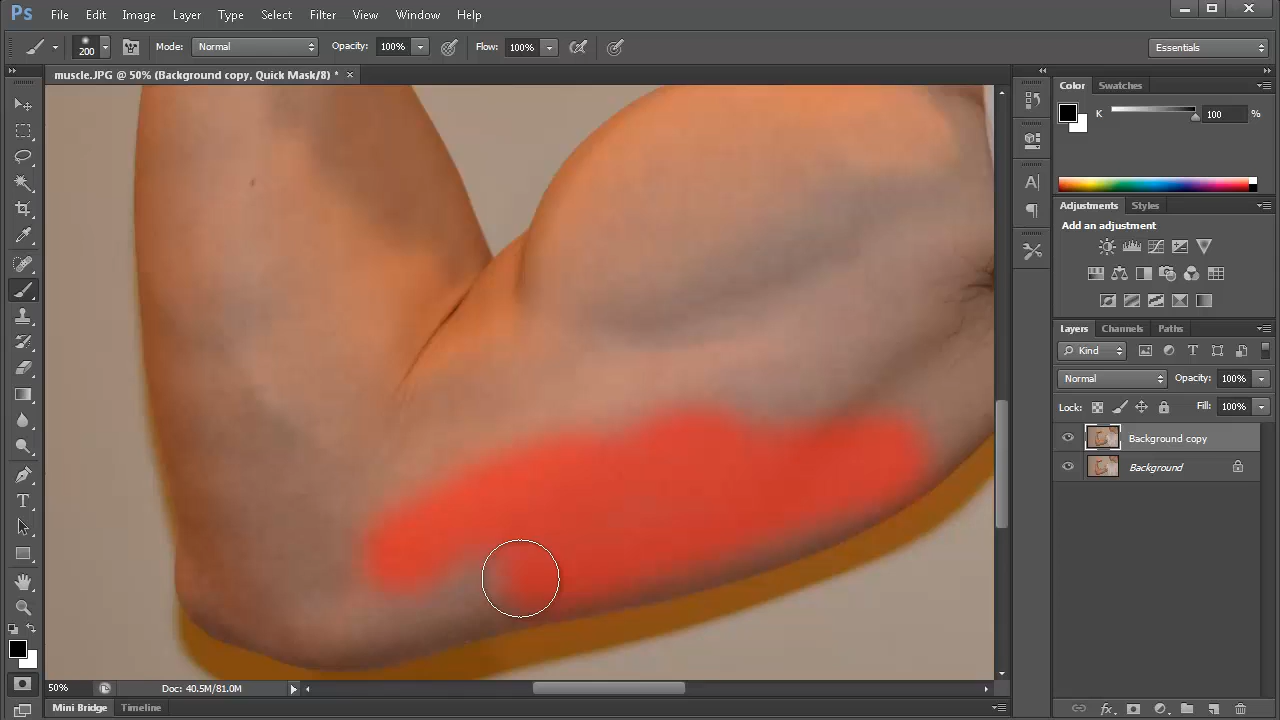 Ps File Edit Image Layer Type Select Filter View Window Help
200 Mode: Normal Opacity: 100% Flow: 100% Essentials
muscle.JPG @ 50% (Background copy, Quick Mask/8) * ×
Color Swatches
K 100 %
Adjustments Styles
Add an adjustment
Layers Channels Paths
Kind
Normal Opacity: 100%
Lock: Fill: 100%
Background copy
Background
50% Doc: 40.5M/81.0M
Mini Bridge Timeline